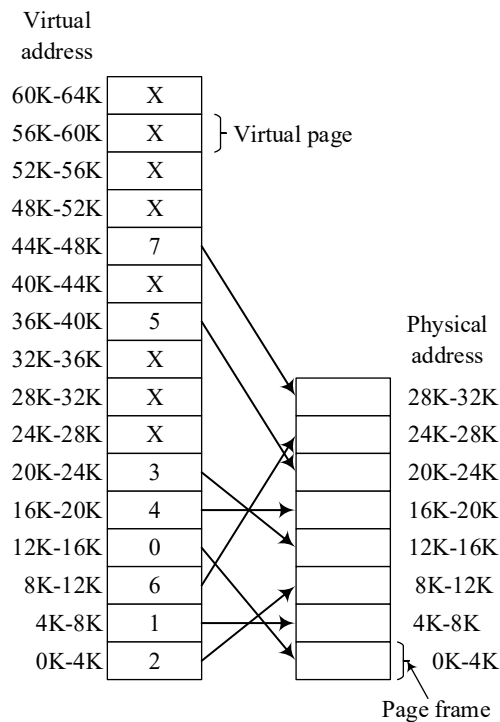 Virtual
address
60K-64K X
56K-60K X Virtual page
52K-56K X
48K-52K X
44K-48K 7
40K-44K X
36K-40K 5
Physical
address
32K-36K X
28K-32K X 28K-32K
24K-28K X 24K-28K
20K-24K 3 20K-24K
16K-20K 4 16K-20K
12K-16K 0 12K-16K
8K-12K 6 8K-12K
4K-8K 1 4K-8K
0K-4K 2 0K-4K
Page frame